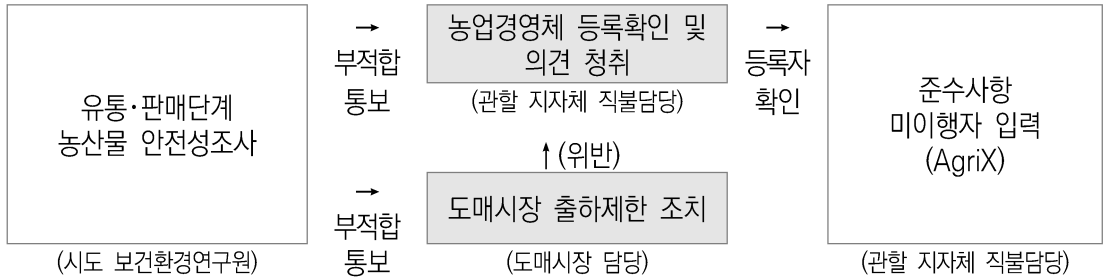 유통·판매단계
농산물 안전성조사
(시도 보건환경연구원)
→
부적합
통보
농업경영체 등록확인 및
의견 청취
(관할 지자체 직불담당)
↑(위반)
→
부적합
통보
도매시장 출하제한 조치
(도매시장 담당)
→
등록자
확인
준수사항
미이행자 입력
(AgriX)
(관할 지자체 직불담당)